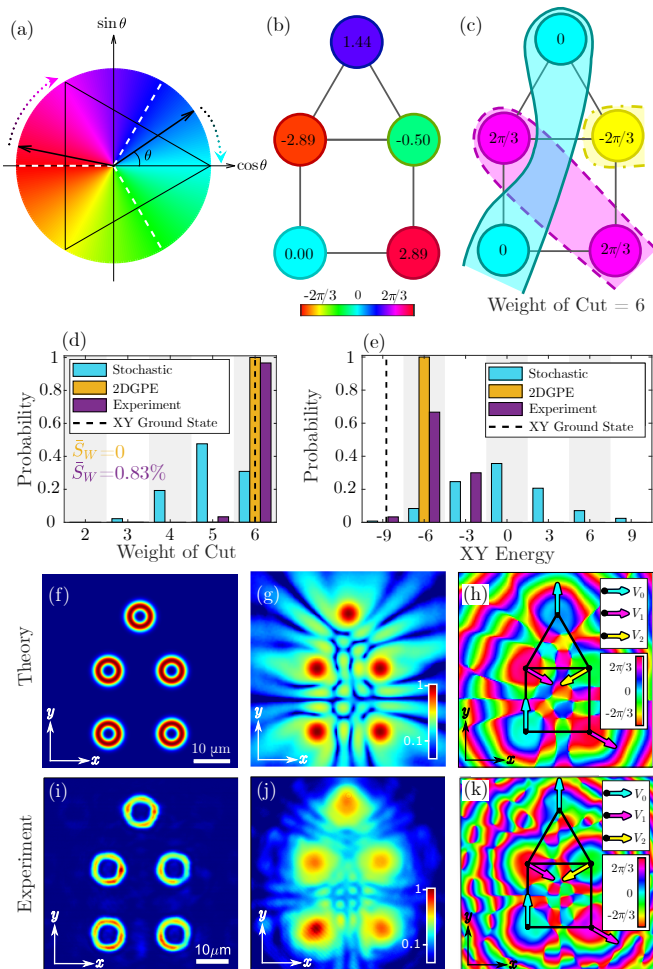 (a)
sinθ
cosθ
θ
(b)
1.44
-2.89
-0.50
0.00
2.89
-2π/3 0 2π/3
(c)
0
2π/3
-2π/3
0
2π/3
Weight of Cut = 6
(d)
Probability
1
0.8
0.6
0.4
0.2
0
Stochastic
2DGPE
Experiment
XY Ground State
S̄_W=0
S̄_W=0.83%
2 3 4 5 6
Weight of Cut
(e)
Probability
1
0.8
0.6
0.4
0.2
0
Stochastic
2DGPE
Experiment
XY Ground State
-9 -6 -3 0 3 6 9
XY Energy
Theory
(f)
y
x
10 μm
(g)
y
x
1
0.1
(h)
V₀
V₁
V₂
2π/3
0
-2π/3
y
x
Experiment
(i)
y
x
10μm
(j)
y
x
1
0.1
(k)
V₀
V₁
V₂
2π/3
0
-2π/3
y
x